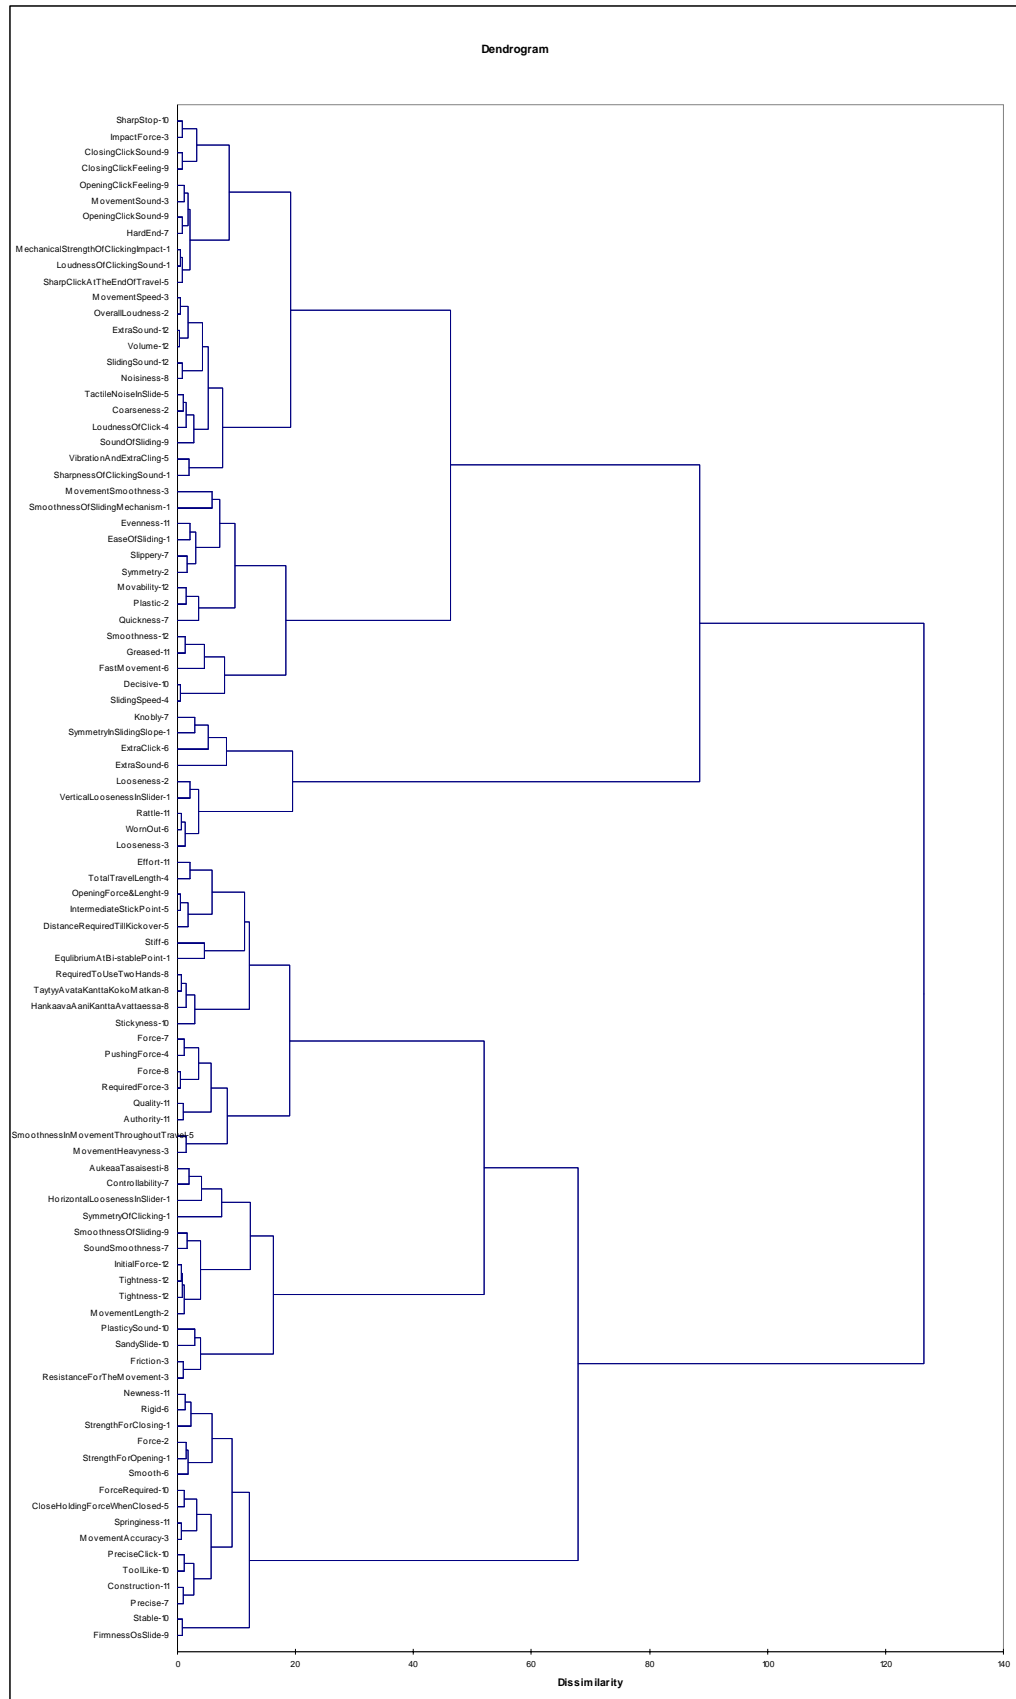 Dendrogram
SharpStop-10
ImpactForce-3
ClosingClickSound-9
ClosingClickFeeling-9
OpeningClickFeeling-9
MovementSound-3
OpeningClickSound-9
HardEnd-7
MechanicalStrengthOfClickingImpact-1
LoudnessOfClickingSound-1
SharpClickAtTheEndOfTravel-5
MovementSpeed-3
OverallLoudness-2
ExtraSound-12
Volume-12
SlidingSound-12
Noisiness-8
TactileNoiseInSlide-5
Coarseness-2
LoudnessOfClick-4
SoundOfSliding-9
VibrationAndExtraCling-5
SharpnessOfClickingSound-1
MovementSmoothness-3
SmoothnessOfSlidingMechanism-1
Evenness-11
EaseOfSliding-1
Slippery-7
Symmetry-2
Movability-12
Plastic-2
Quickness-7
Smoothness-12
Greased-11
FastMovement-6
Decisive-10
SlidingSpeed-4
Knobly-7
SymmetryInSlidingSlope-1
ExtraClick-6
ExtraSound-6
Looseness-2
VerticalLoosenessInSlider-1
Rattle-11
WornOut-6
Looseness-3
Effort-11
TotalTravelLength-4
OpeningForce&Lenght-9
IntermediateStickPoint-5
DistanceRequiredTillKickover-5
Stiff-6
EqulibriumAtBi-stablePoint-1
RequiredToUseTwoHands-8
TaytyyAvataKanttaKokoMatkan-8
HankaavaAaniKanttaAvattaessa-8
Stickyness-10
Force-7
PushingForce-4
Force-8
RequiredForce-3
Quality-11
Authority-11
SmoothnessInMovementThroughoutTravel-5
MovementHeavyness-3
AukeaaTasaisesti-8
Controllability-7
HorizontalLoosenessInSlider-1
SymmetryOfClicking-1
SmoothnessOfSliding-9
SoundSmoothness-7
InitialForce-12
Tightness-12
Tightness-12
MovementLength-2
PlasticySound-10
SandySlide-10
Friction-3
ResistanceForTheMovement-3
Newness-11
Rigid-6
StrengthForClosing-1
Force-2
StrengthForOpening-1
Smooth-6
ForceRequired-10
CloseHoldingForceWhenClosed-5
Springiness-11
MovementAccuracy-3
PreciseClick-10
ToolLike-10
Construction-11
Precise-7
Stable-10
FirmnessOsSlide-9
0 20 40 60 80 100 120 140
Dissimilarity